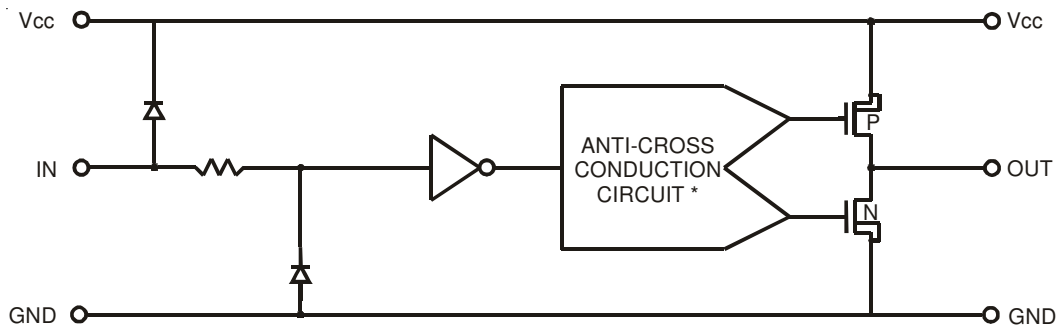 Vcc
Vcc
P
IN
ANTI-CROSS
CONDUCTION
CIRCUIT *
OUT
N
GND
GND